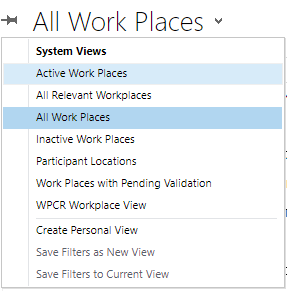 All Work Places
System Views
Active Work Places
All Relevant Workplaces
All Work Places
Inactive Work Places
Participant Locations
Work Places with Pending Validation
WPCR Workplace View
Create Personal View
Save Filters as New View
Save Filters to Current View